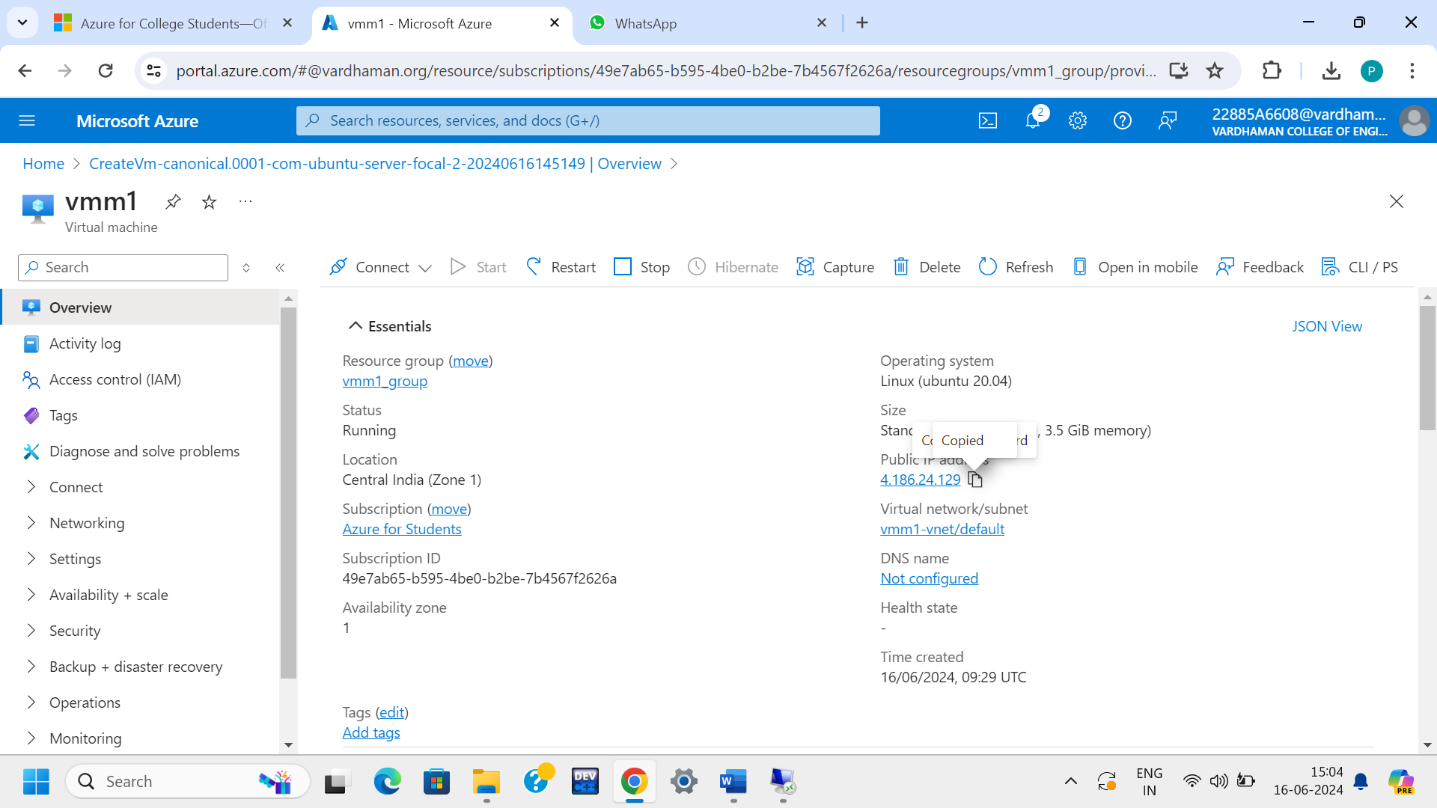 Azure for College Students—Of
vmm1 - Microsoft Azure
WhatsApp
portal.azure.com/#@vardhaman.org/resource/subscriptions/49e7ab65-b595-4be0-b2be-7b4567f2626a/resourcegroups/vmm1_group/provi...
P
Microsoft Azure
Search resources, services, and docs (G+/)
2
22885A6608@vardham...
VARDHAMAN COLLEGE OF ENGI...
Home > CreateVm-canonical.0001-com-ubuntu-server-focal-2-20240616145149 | Overview >
vmm1
Virtual machine
Search
Connect
Start
Restart
Stop
Hibernate
Capture
Delete
Refresh
Open in mobile
Feedback
CLI / PS
Overview
Activity log
Access control (IAM)
Tags
Diagnose and solve problems
Connect
Networking
Settings
Availability + scale
Security
Backup + disaster recovery
Operations
Monitoring
Essentials
JSON View
Resource group (move)
vmm1_group
Status
Running
Location
Central India (Zone 1)
Subscription (move)
Azure for Students
Subscription ID
49e7ab65-b595-4be0-b2be-7b4567f2626a
Availability zone
1
Operating system
Linux (ubuntu 20.04)
Size
, 3.5 GiB memory)
Copied
Public IP address
4.186.24.129
Virtual network/subnet
vmm1-vnet/default
DNS name
Not configured
Health state
-
Time created
16/06/2024, 09:29 UTC
Tags (edit)
Add tags
Search
DEV
C++
W
ENG
IN
15:04
16-06-2024
PRE